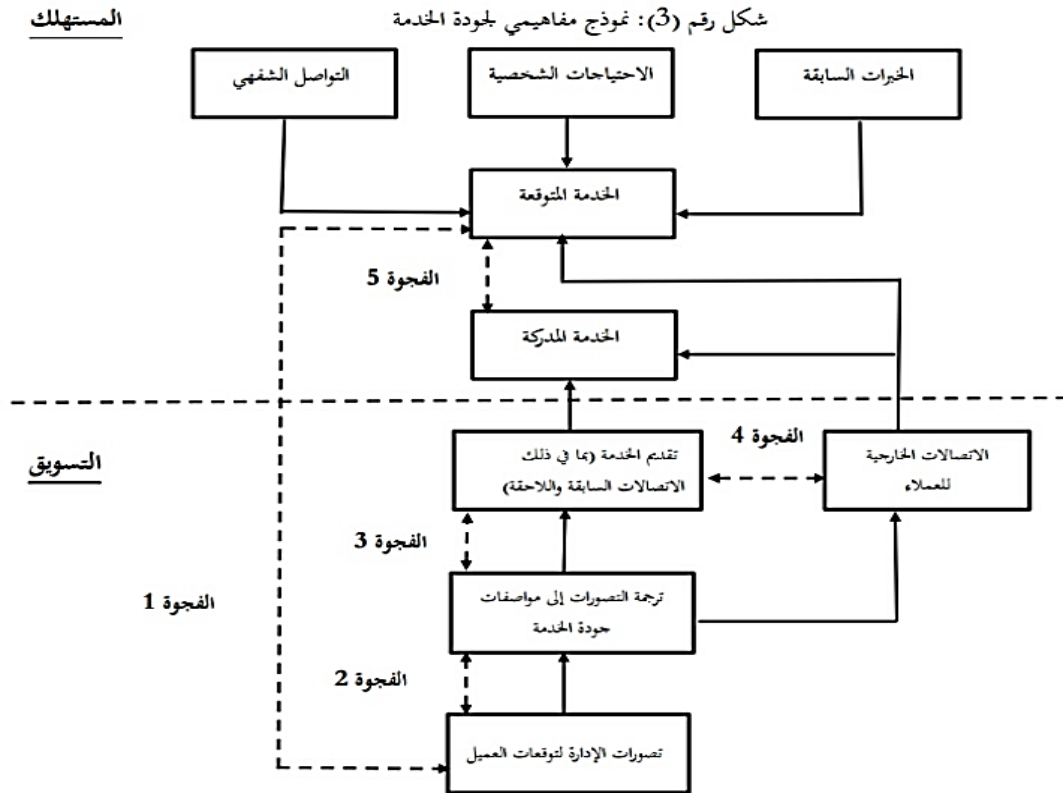 شكل رقم (3): نموذج مفاهيمي لجودة الخدمة
المستهلك
الخبرات السابقة
الاحتياجات الشخصية
التواصل الشفهي
الخدمة المتوقعة
الفجوة 5
الخدمة المدركة
الفجوة 4
الاتصالات الخارجية
للعملاء
تقديم الخدمة (بما في ذلك
الاتصالات السابقة واللاحقة)
التسويق
الفجوة 3
ترجمة التصورات إلى مواصفات
جودة الخدمة
الفجوة 1
الفجوة 2
تصورات الإدارة لتوقعات العميل